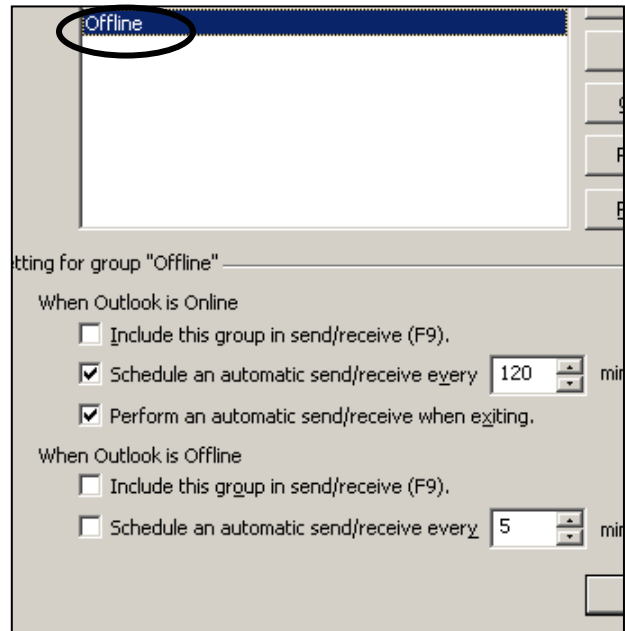 Offline
tting for group "Offline"
When Outlook is Online
Include this group in send/receive (F9).
Schedule an automatic send/receive every 120 min
Perform an automatic send/receive when exiting.
When Outlook is Offline
Include this group in send/receive (F9).
Schedule an automatic send/receive every 5 min